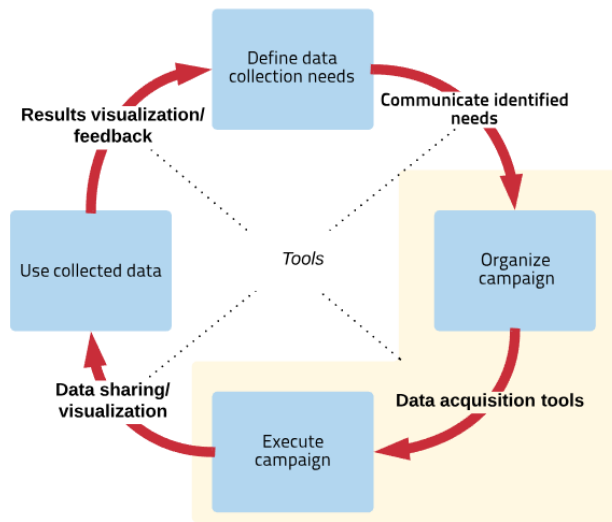 Define data
collection needs
Communicate identified
needs
Results visualization/
feedback
Organize
campaign
Tools
Use collected data
Data sharing/
visualization
Data acquisition tools
Execute
campaign